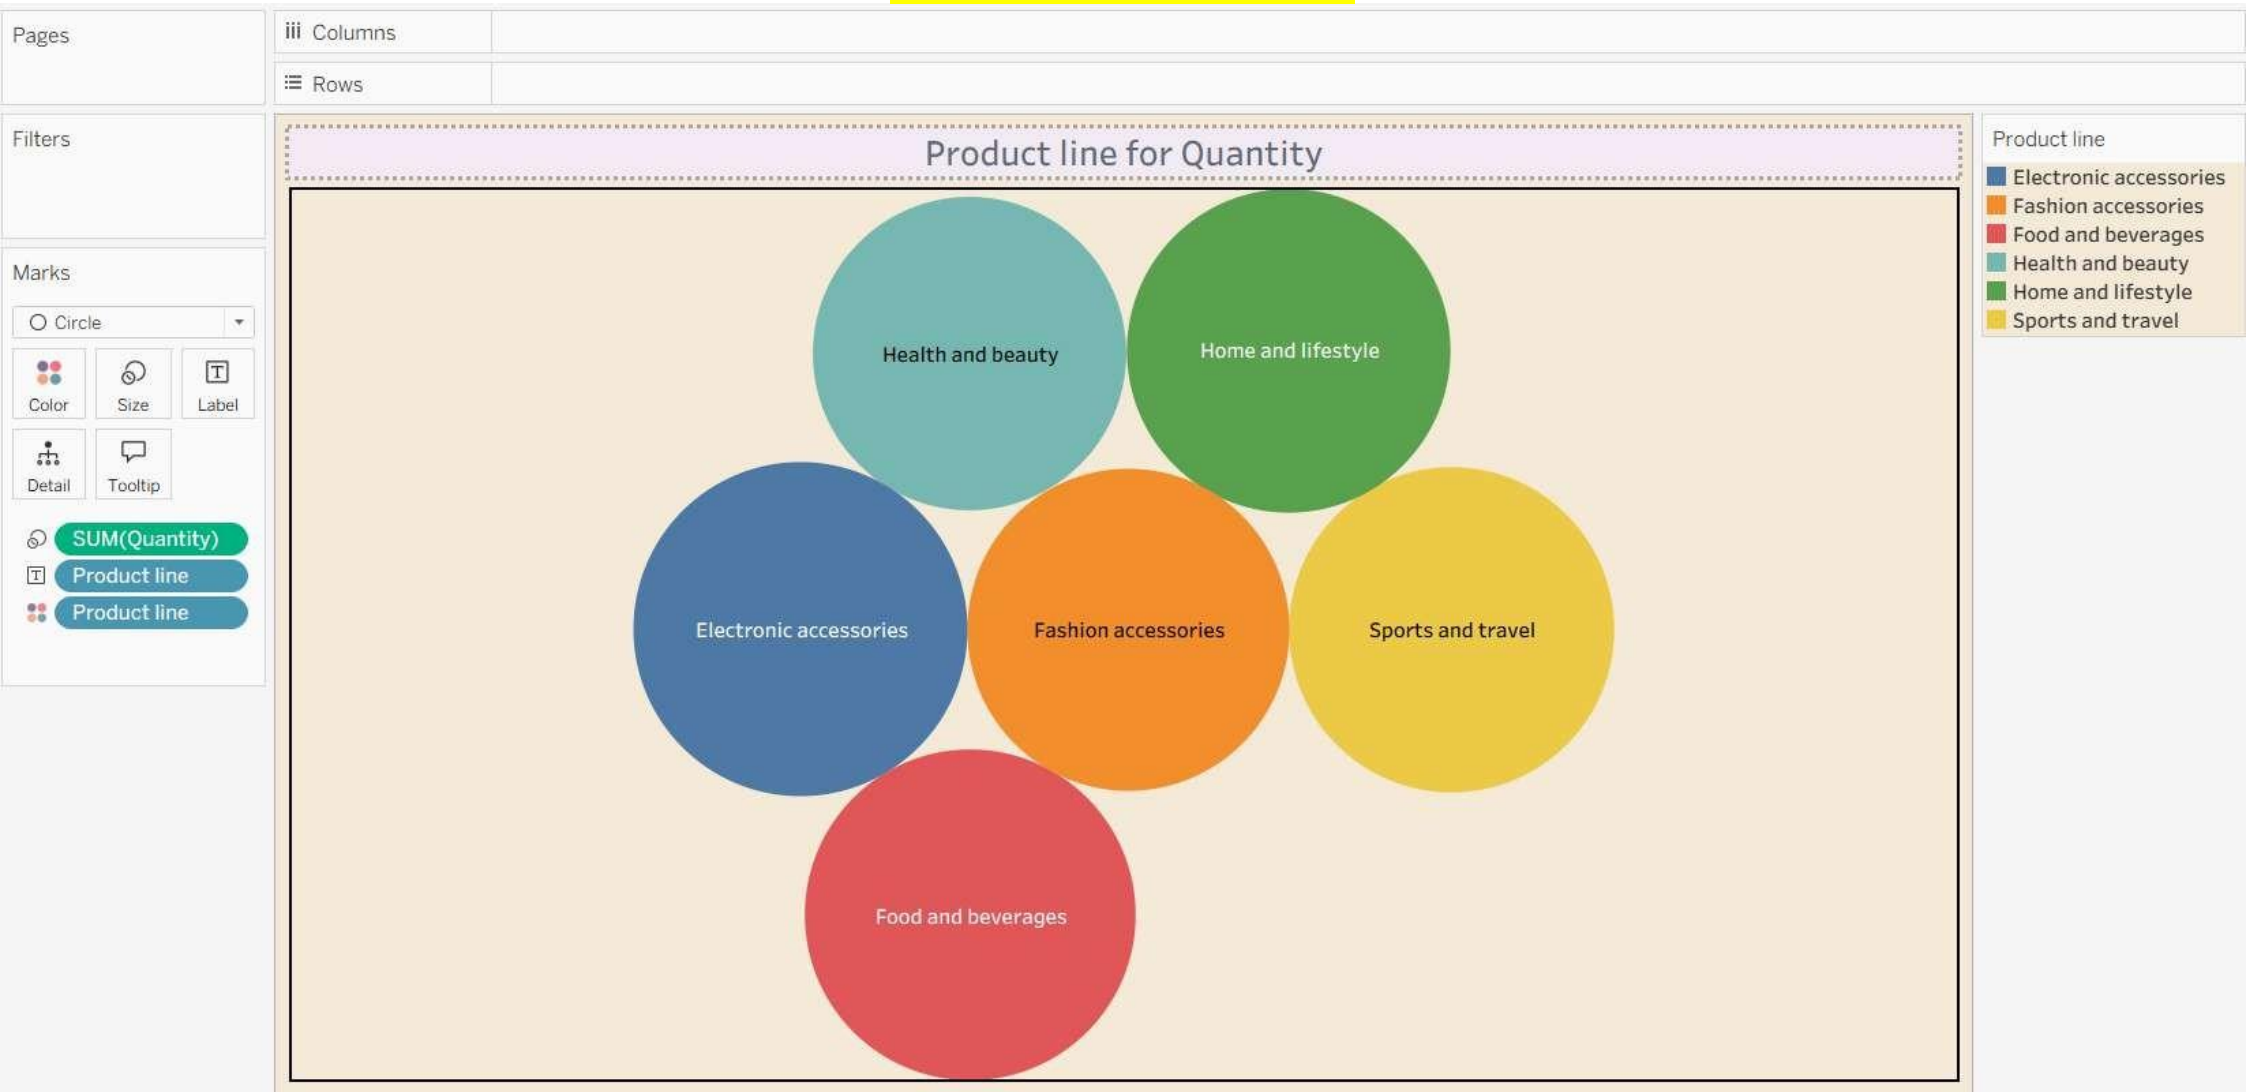 Pages
Columns
Rows
Filters
Marks
Circle
Color
Size
Label
Detail
Tooltip
SUM(Quantity)
Product line
Product line
Product line for Quantity
Health and beauty
Home and lifestyle
Electronic accessories
Fashion accessories
Sports and travel
Food and beverages
Product line
Electronic accessories
Fashion accessories
Food and beverages
Health and beauty
Home and lifestyle
Sports and travel